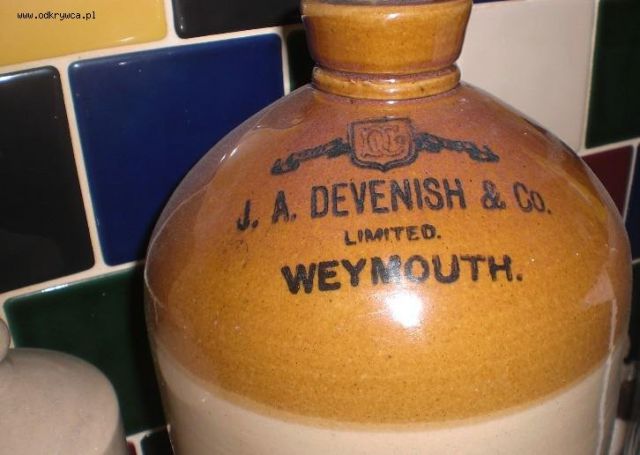 www.odkrywca.pl
J. A. DEVENISH & Co.
LIMITED.
WEYMOUTH.